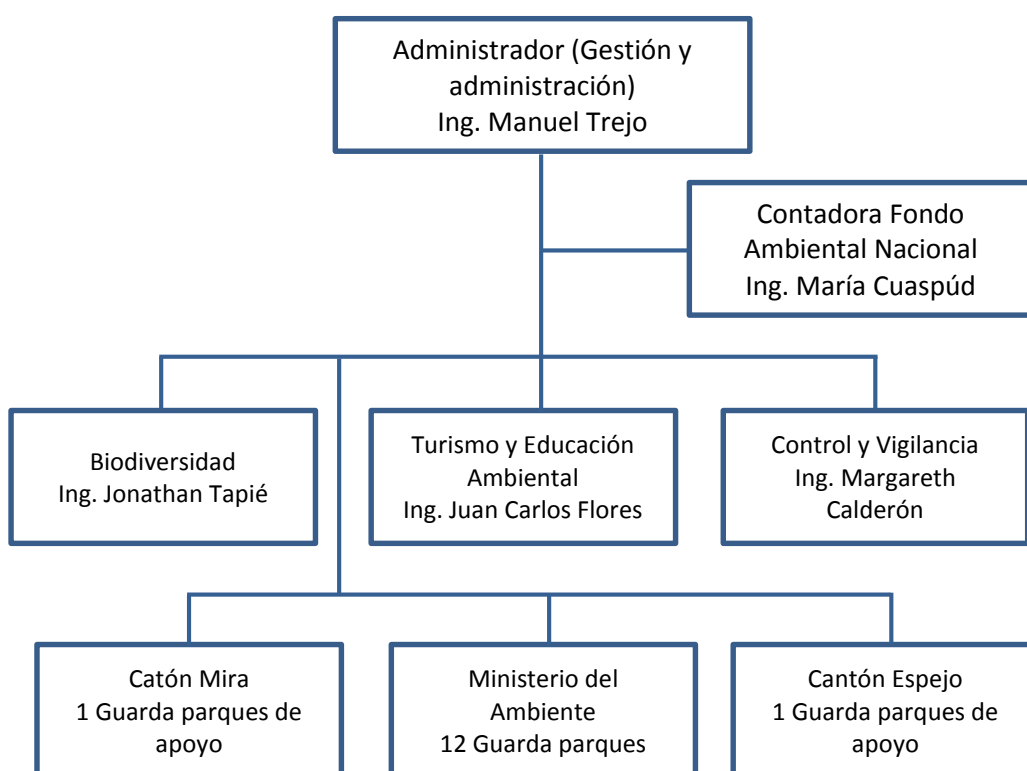 Administrador (Gestión y
administración)
Ing. Manuel Trejo
Contadora Fondo
Ambiental Nacional
Ing. María Cuaspúd
Biodiversidad
Ing. Jonathan Tapié
Turismo y Educación
Ambiental
Ing. Juan Carlos Flores
Control y Vigilancia
Ing. Margareth
Calderón
Catón Mira
1 Guarda parques de
apoyo
Ministerio del
Ambiente
12 Guarda parques
Cantón Espejo
1 Guarda parques de
apoyo